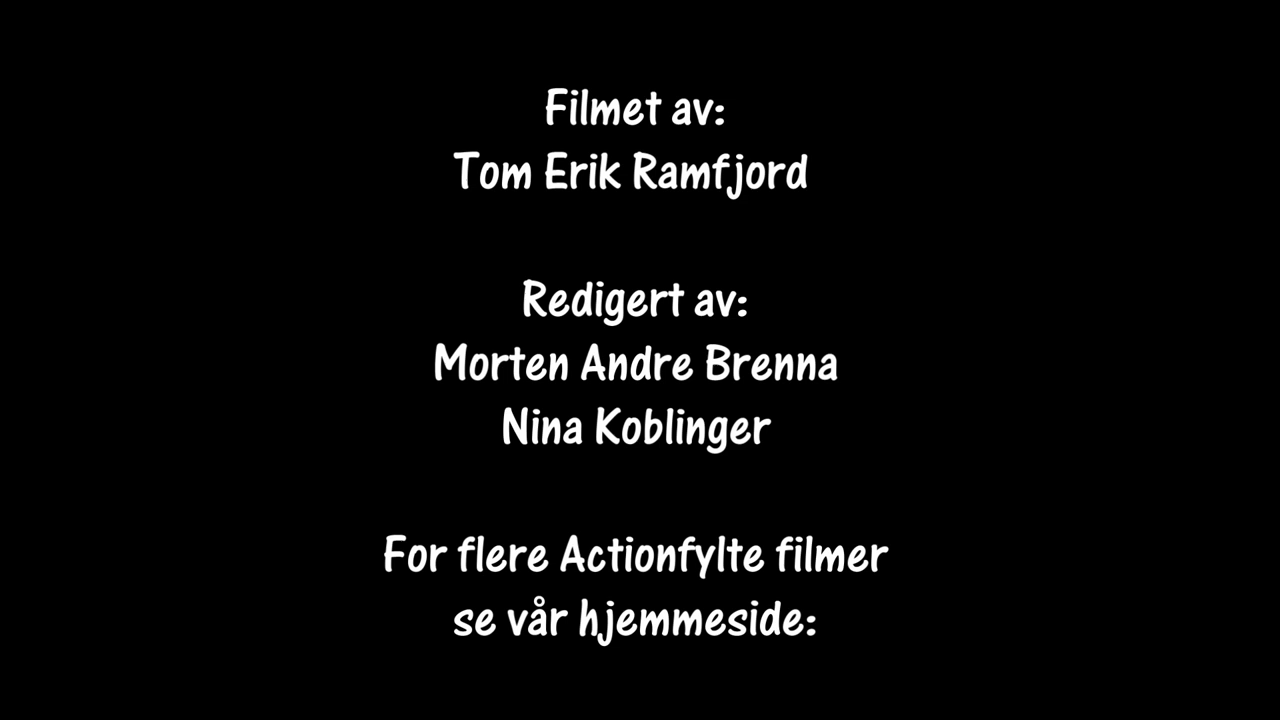 Filmet av:
Tom Erik Ramfjord
Redigert av:
Morten Andre Brenna
Nina Koblinger
For flere Actionfylte filmer
se vår hjemmeside: